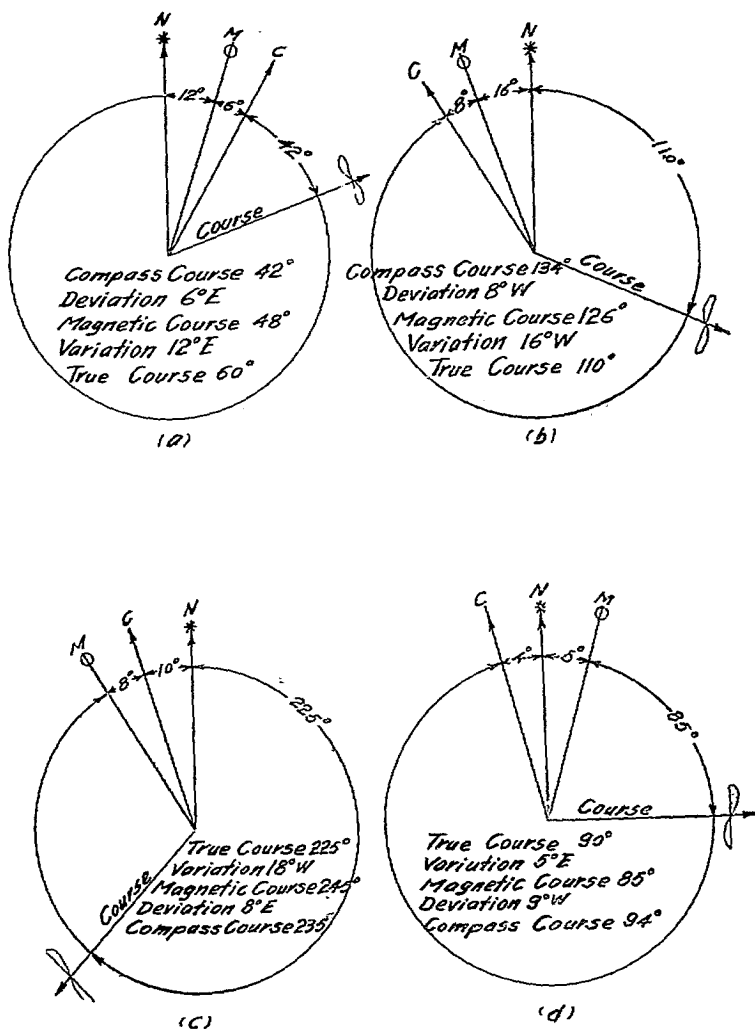 N
M
C
12°
6°
42°
Course
Compass Course 42°
Deviation 6°E
Magnetic Course 48°
Variation 12°E
True Course 60°
(a)
N
M
C
8°
16°
110°
Course
Compass Course 134°
Deviation 8°W
Magnetic Course 126°
Variation 16°W
True Course 110°
(b)
N
C
M
8°
10°
225°
Course
True Course 225°
Variation 18°W
Magnetic Course
Deviation 8°E
Compass Course 235
(c)
C
N
M
4°
5°
85°
Course
True Course 90°
Variation 5°E
Magnetic Course 85°
Deviation 9°W
Compass Course 94°
(d)